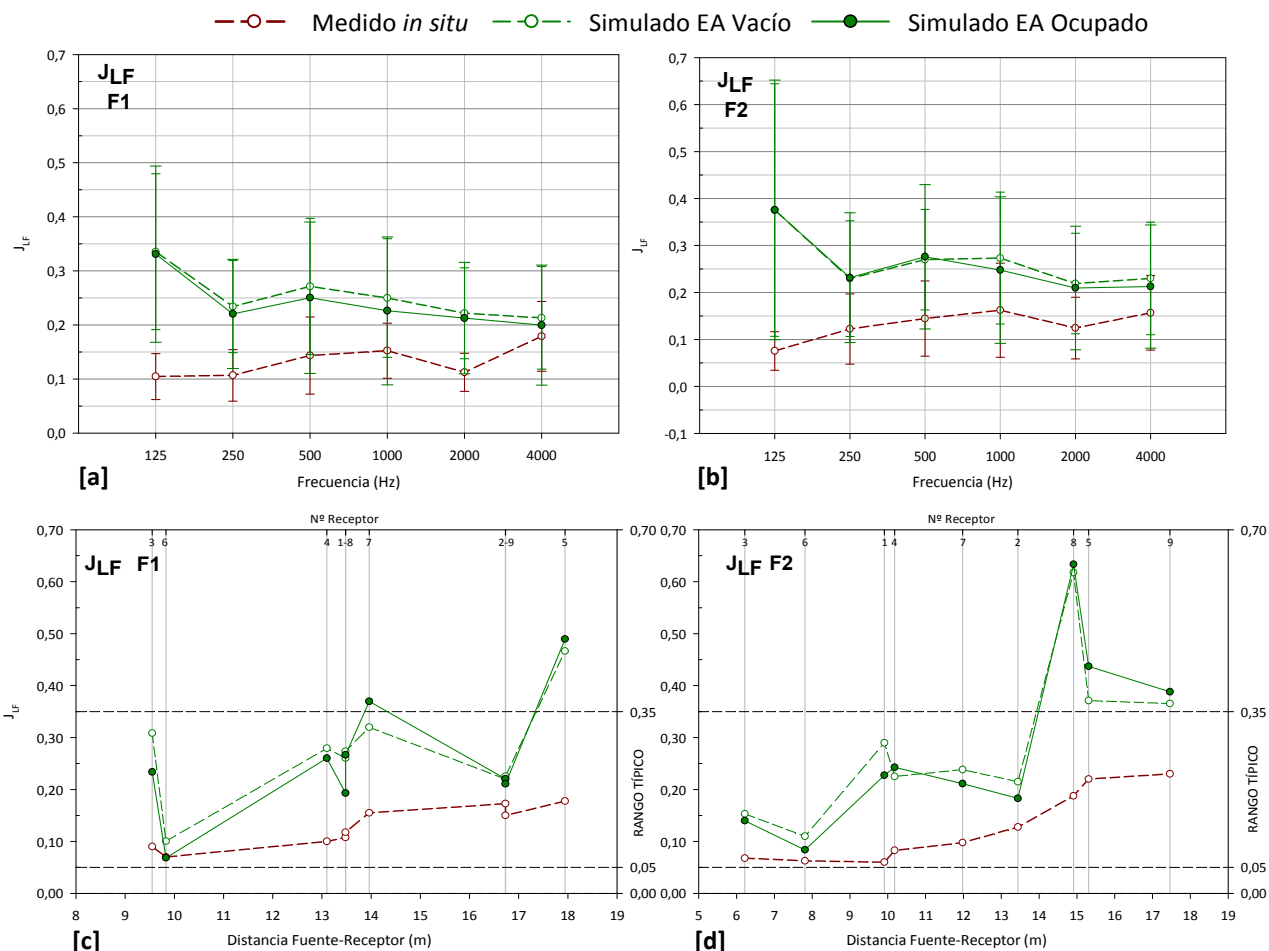 Medido in situ Simulado EA Vacío Simulado EA Ocupado
JLF
F1
0,7
0,6
0,5
0,4
0,3
0,2
0,1
0,0
JLF
125 250 500 1000 2000 4000
[a] Frecuencia (Hz)
JLF
F2
0,7
0,6
0,5
0,4
0,3
0,2
0,1
0,0
-0,1
JLF
125 250 500 1000 2000 4000
[b] Frecuencia (Hz)
Nº Receptor
3 6 4 1-8 7 2-9 5
JLF F1
0,70
0,60
0,50
0,40
0,30
0,20
0,10
0,00
JLF
0,70
0,35
0,05
0,00
RANGO TÍPICO
8 9 10 11 12 13 14 15 16 17 18 19
[c] Distancia Fuente-Receptor (m)
Nº Receptor
3 6 1 4 7 2 8 5 9
JLF F2
0,70
0,60
0,50
0,40
0,30
0,20
0,10
0,00
0,70
0,35
0,05
0,00
RANGO TÍPICO
5 6 7 8 9 10 11 12 13 14 15 16 17 18 19
[d] Distancia Fuente-Receptor (m)